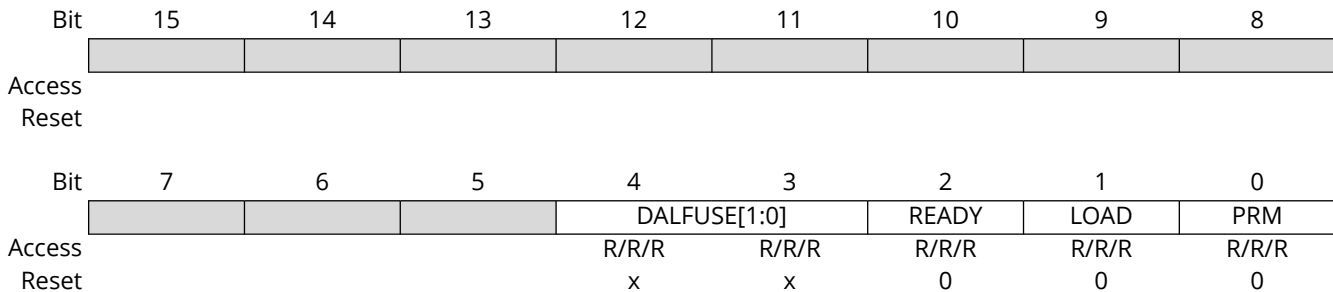 Bit 15 14 13 12 11 10 9 8
Access
Reset
Bit 7 6 5 4 3 2 1 0
DALFUSE[1:0] READY LOAD PRM
Access R/R/R R/R/R R/R/R R/R/R R/R/R
Reset x x 0 0 0